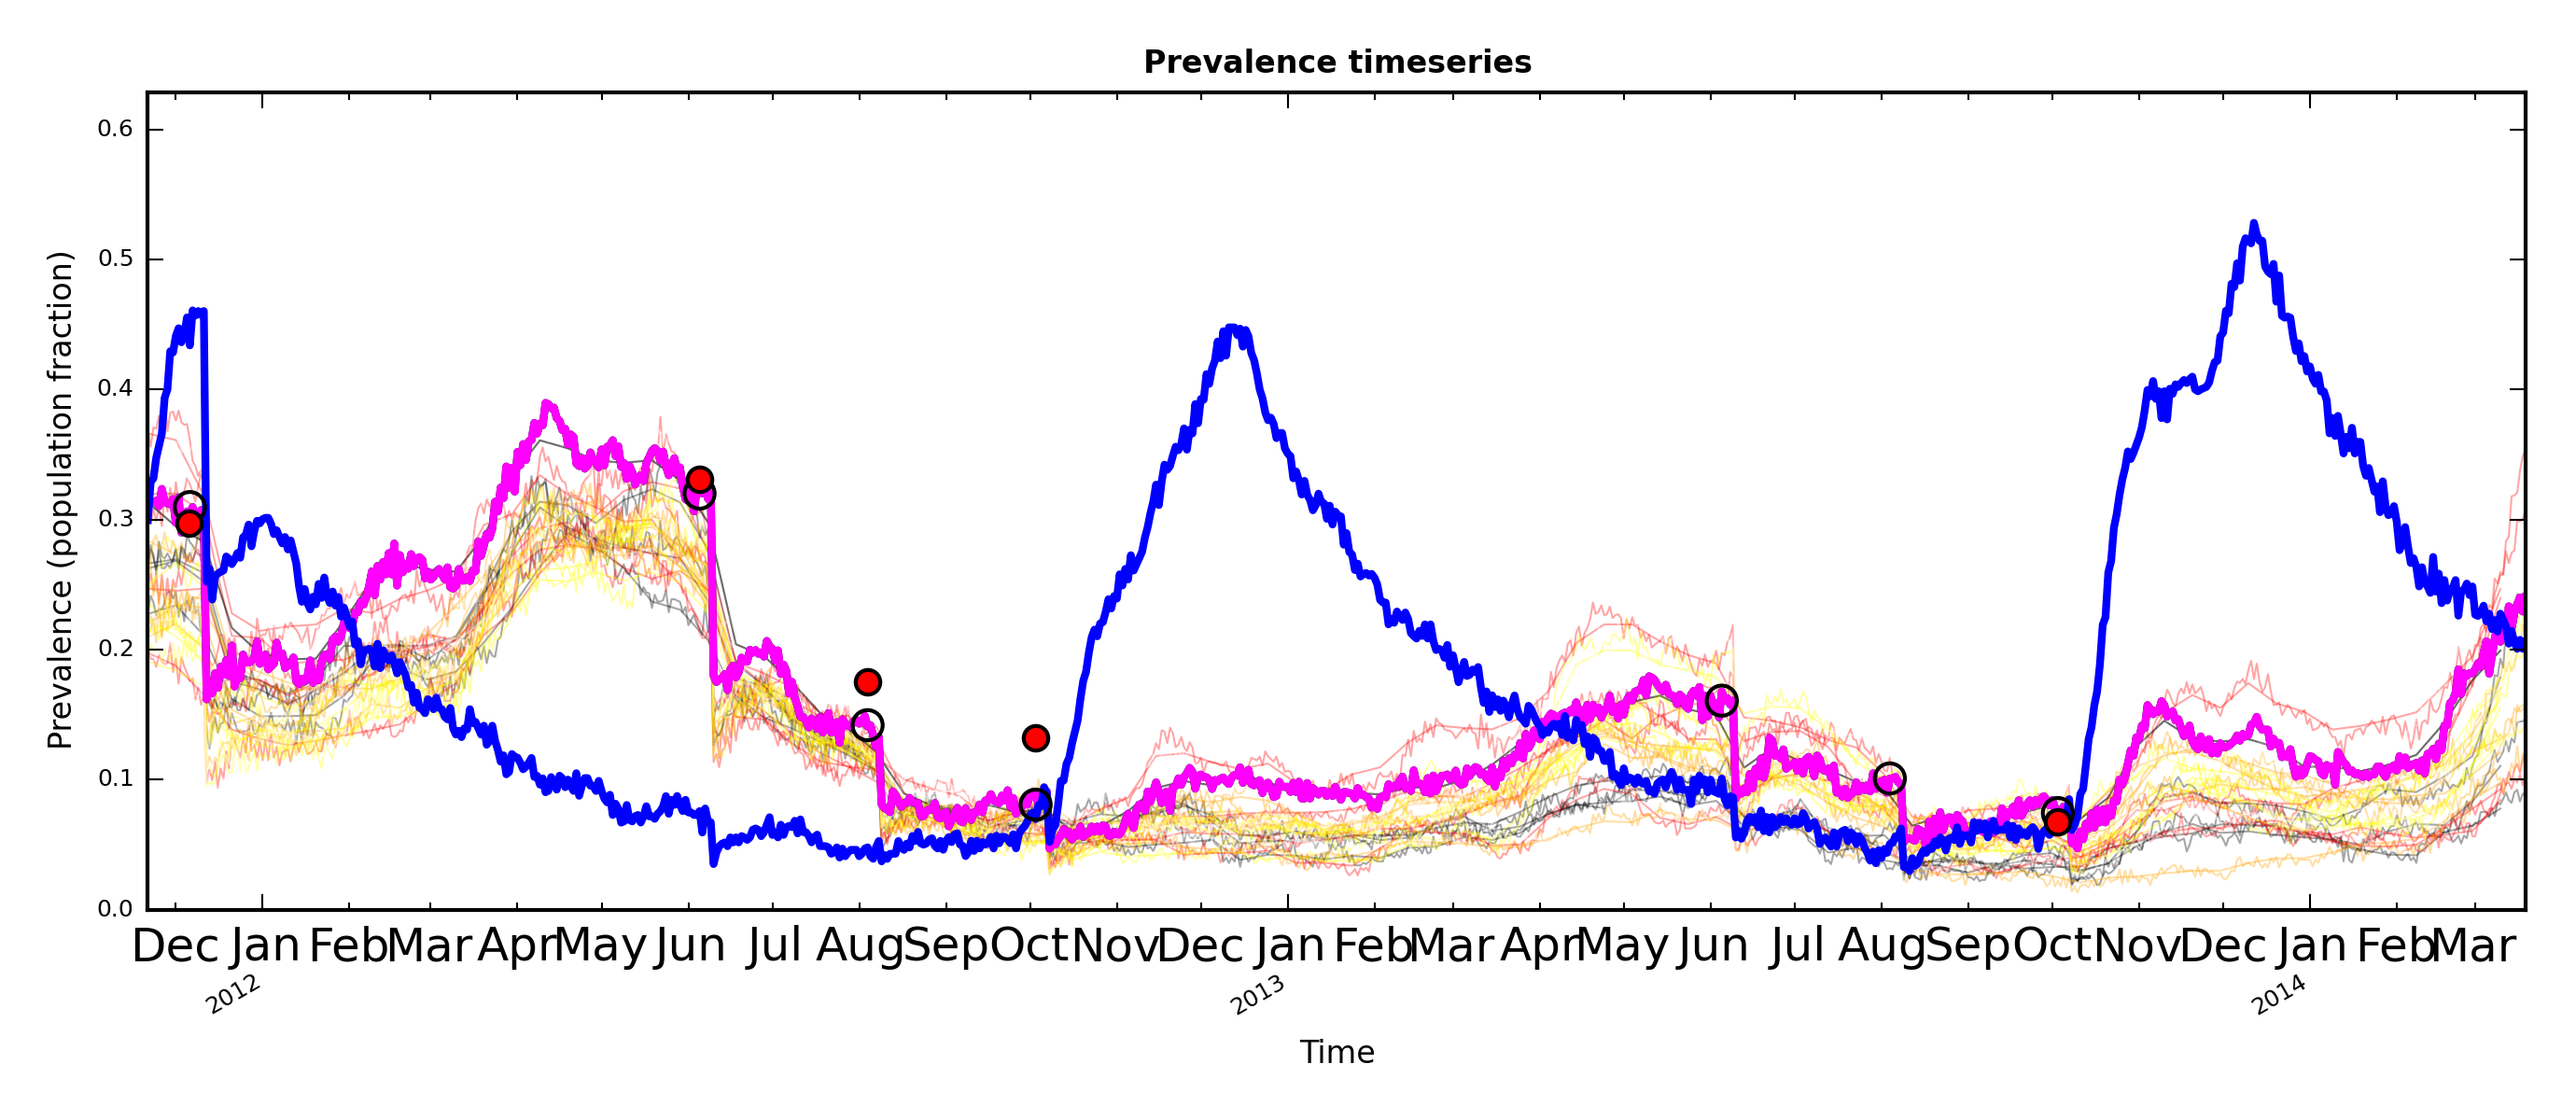 Prevalence timeseries
Prevalence (population fraction)
0.6
0.5
0.4
0.3
0.2
0.1
0.0
Dec Jan Feb Mar Apr May Jun Jul Aug Sep Oct Nov Dec Jan Feb Mar Apr May Jun Jul Aug Sep Oct Nov Dec Jan Feb Mar
2012 2013 2014
Time